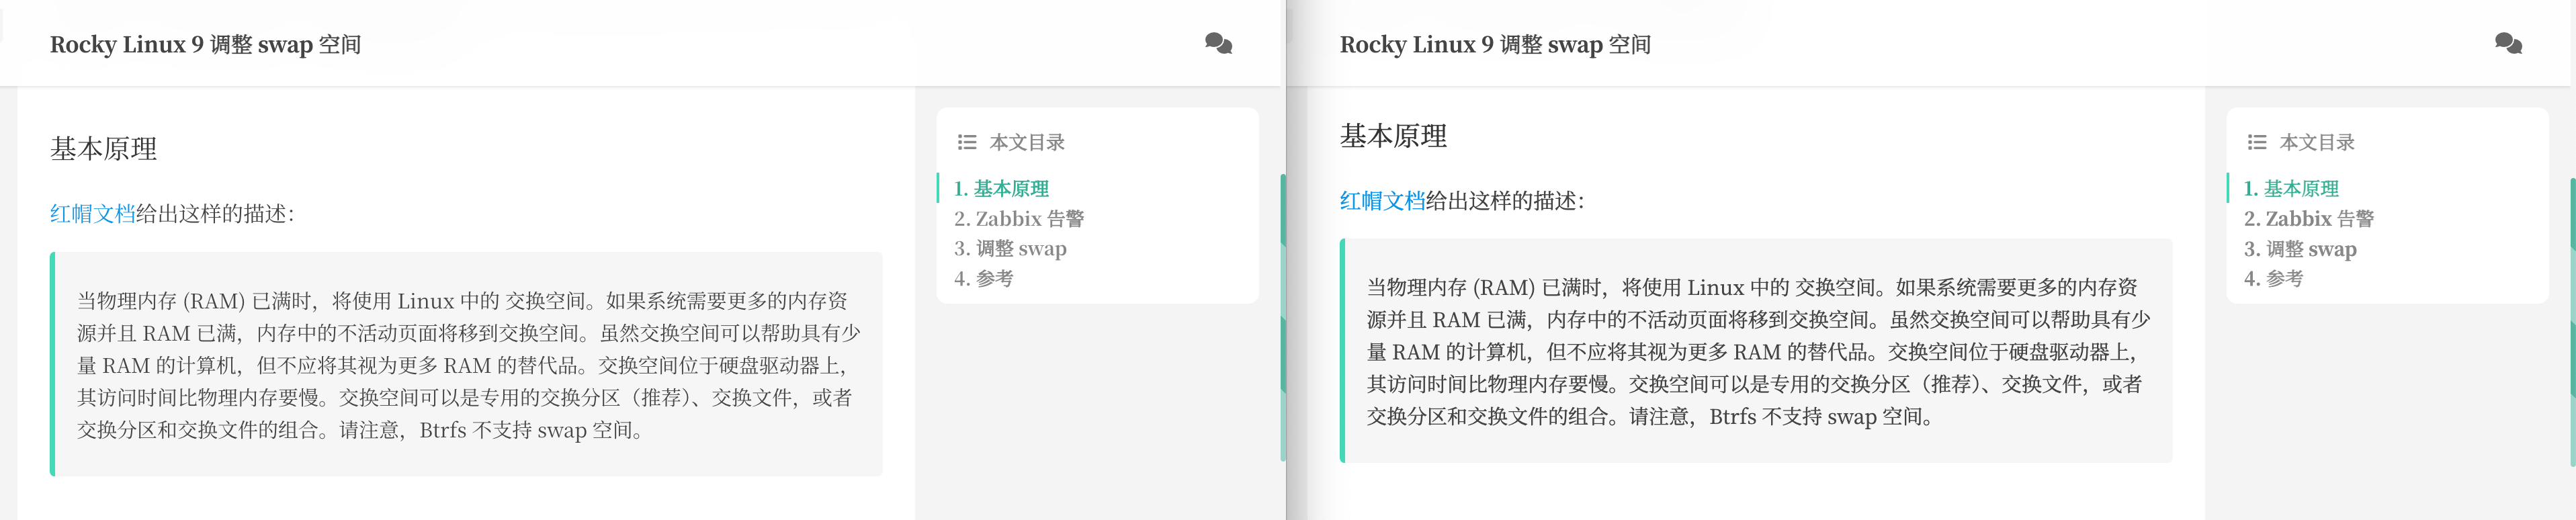 Rocky Linux 9 调整 swap 空间
基本原理
红帽文档给出这样的描述：
当物理内存 (RAM) 已满时，将使用 Linux 中的 交换空间。如果系统需要更多的内存资
源并且 RAM 已满，内存中的不活动页面将移到交换空间。虽然交换空间可以帮助具有少
量 RAM 的计算机，但不应将其视为更多 RAM 的替代品。交换空间位于硬盘驱动器上，
其访问时间比物理内存要慢。交换空间可以是专用的交换分区（推荐）、交换文件，或者
交换分区和交换文件的组合。请注意，Btrfs 不支持 swap 空间。
本文目录
1. 基本原理
2. Zabbix 告警
3. 调整 swap
4. 参考
Rocky Linux 9 调整 swap 空间
基本原理
红帽文档给出这样的描述：
当物理内存 (RAM) 已满时，将使用 Linux 中的 交换空间。如果系统需要更多的内存资
源并且 RAM 已满，内存中的不活动页面将移到交换空间。虽然交换空间可以帮助具有少
量 RAM 的计算机，但不应将其视为更多 RAM 的替代品。交换空间位于硬盘驱动器上，
其访问时间比物理内存要慢。交换空间可以是专用的交换分区（推荐）、交换文件，或者
交换分区和交换文件的组合。请注意，Btrfs 不支持 swap 空间。
本文目录
1. 基本原理
2. Zabbix 告警
3. 调整 swap
4. 参考